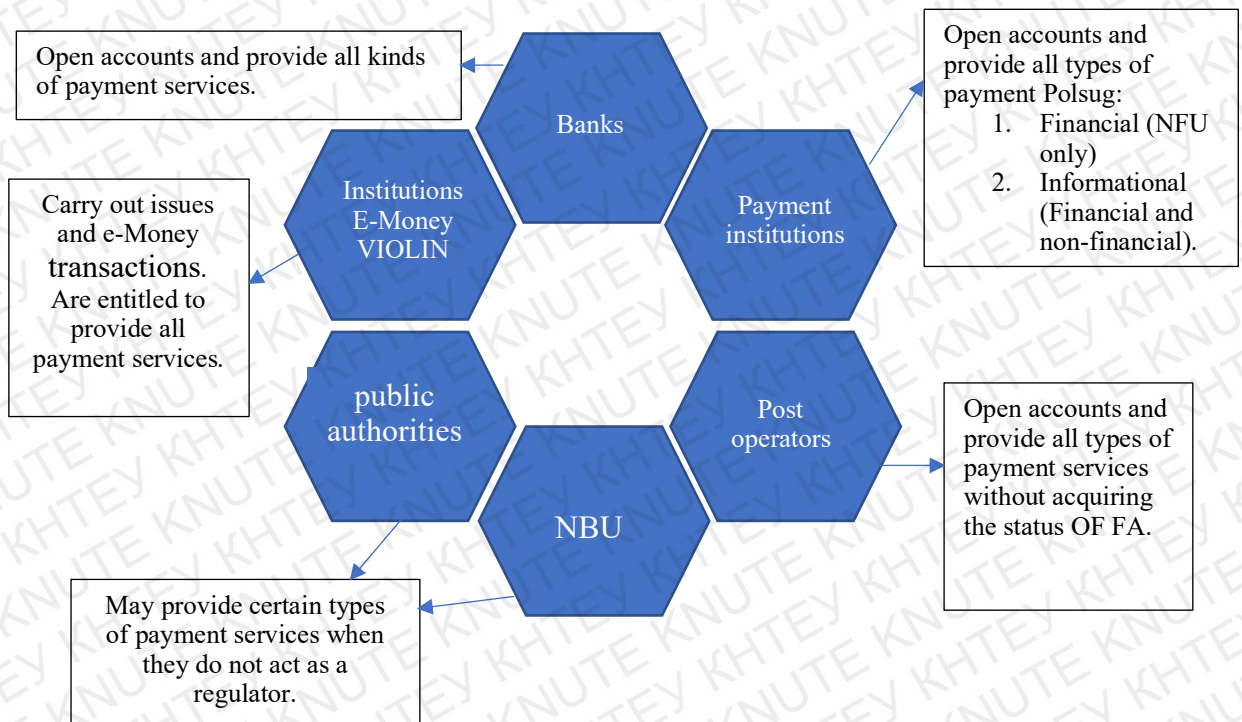 Open accounts and provide all kinds
of payment services.
Banks
Open accounts and
provide all types of
payment Polsug:
1. Financial (NFU
only)
2. Informational
(Financial and
non-financial).
Institutions
E-Money
VIOLIN
Payment
institutions
Carry out issues
and e-Money
transactions.
Are entitled to
provide all
payment services.
public
authorities
Post
operators
Open accounts and
provide all types of
payment services
without acquiring
the status OF FA.
NBU
May provide certain types
of payment services when
they do not act as a
regulator.